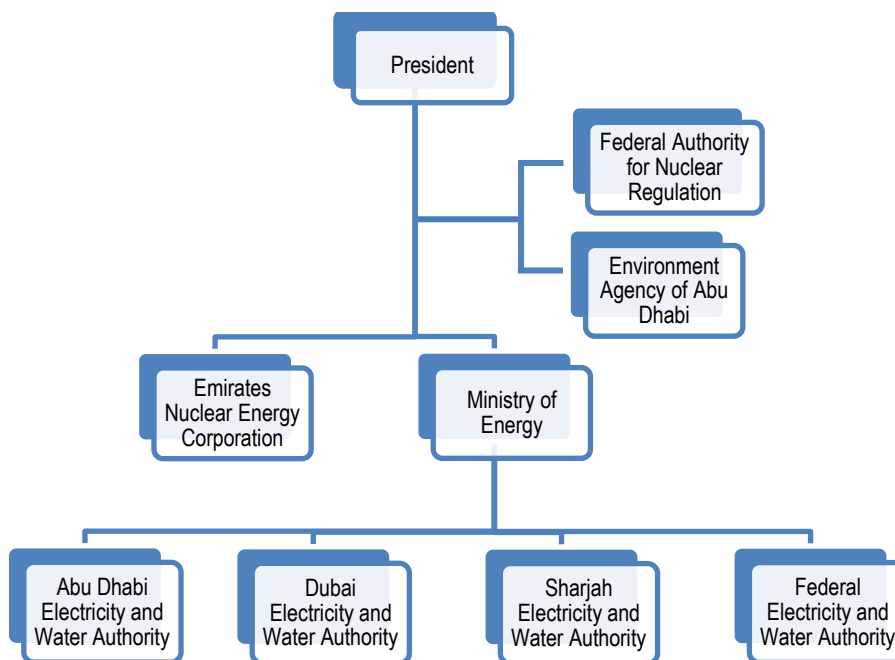 President
Federal Authority
for Nuclear
Regulation
Environment
Agency of Abu
Dhabi
Emirates
Nuclear Energy
Corporation
Ministry of
Energy
Abu Dhabi
Electricity and
Water Authority
Dubai
Electricity and
Water Authority
Sharjah
Electricity and
Water Authority
Federal
Electricity and
Water Authority